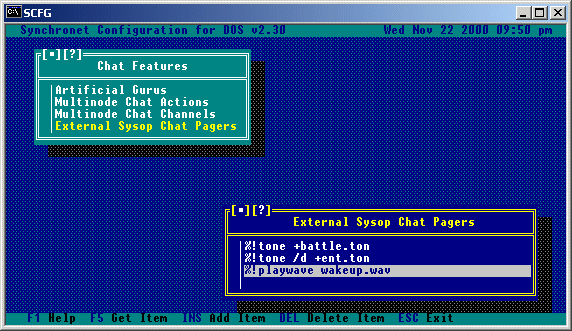 SCFG
Synchronet Configuration for DOS v2.30 Wed Nov 22 2000 09:50 pm
[▪][?]
Chat Features
Artificial Gurus
Multinode Chat Actions
Multinode Chat Channels
External Sysop Chat Pagers
[▪][?]
External Sysop Chat Pagers
%!tone +battle.ton
%!tone /d +ent.ton
%!playwave wakeup.wav
F1 Help F5 Get Item INS Add Item DEL Delete Item ESC Exit